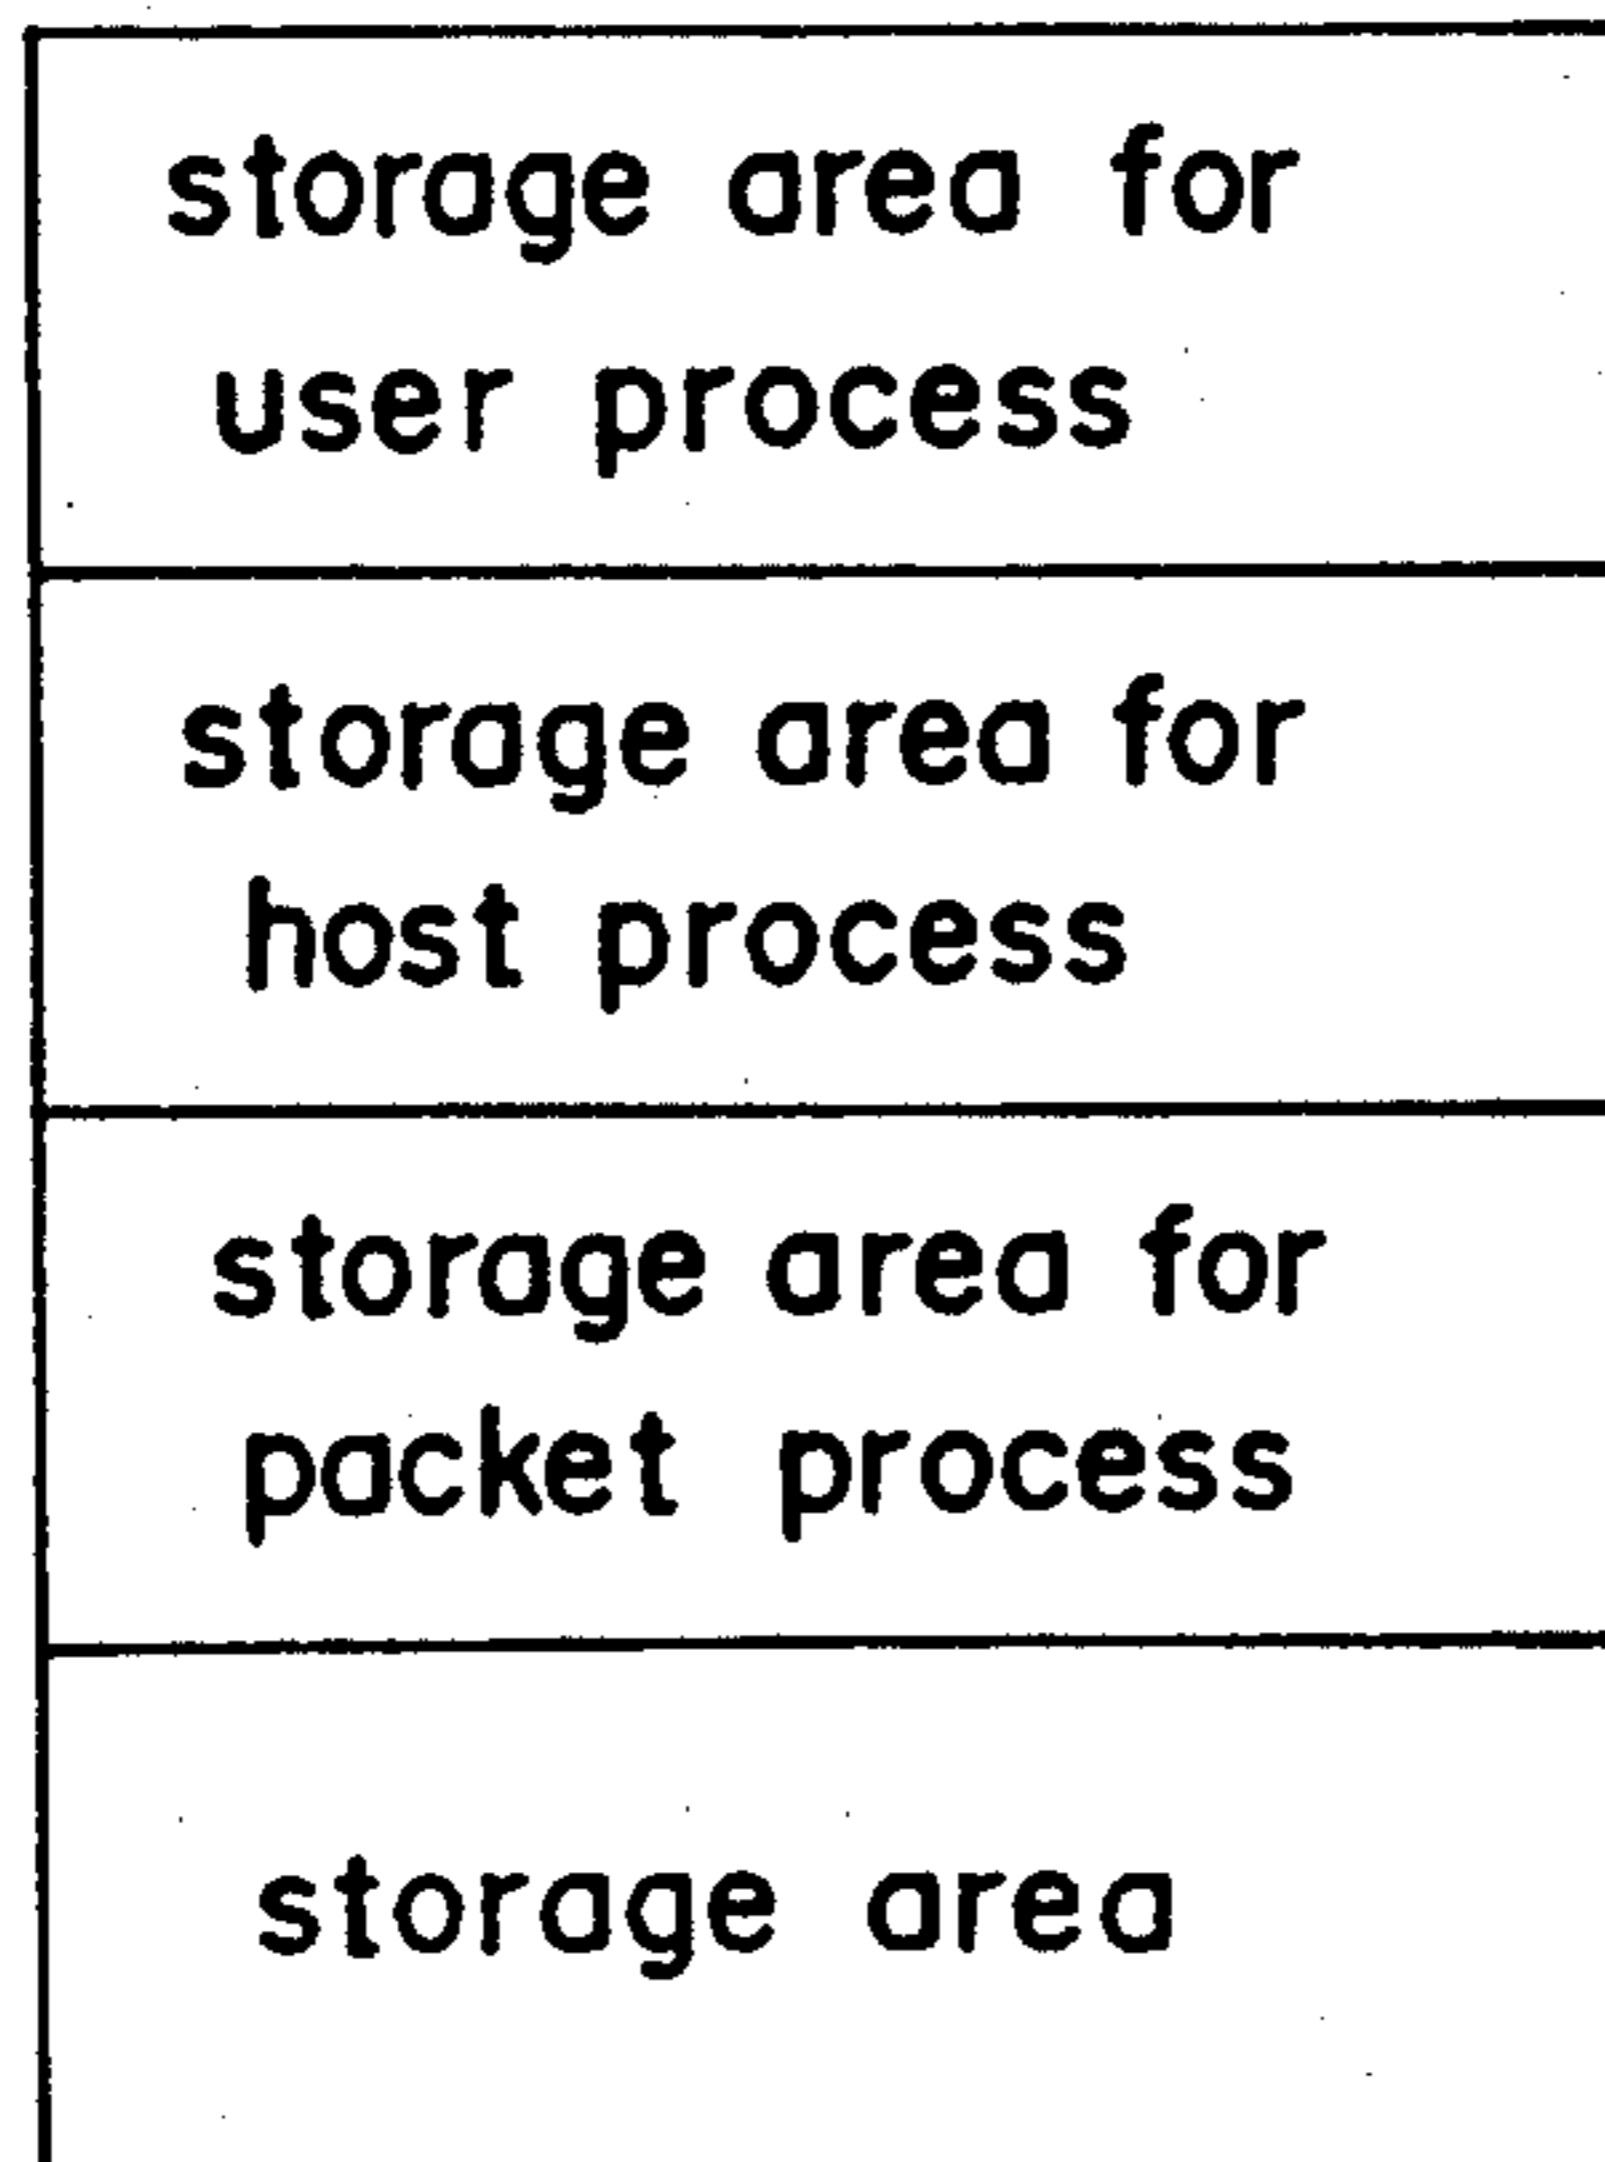 storage area for
user process
storage area for
host process
storage area for
packet process
storage area